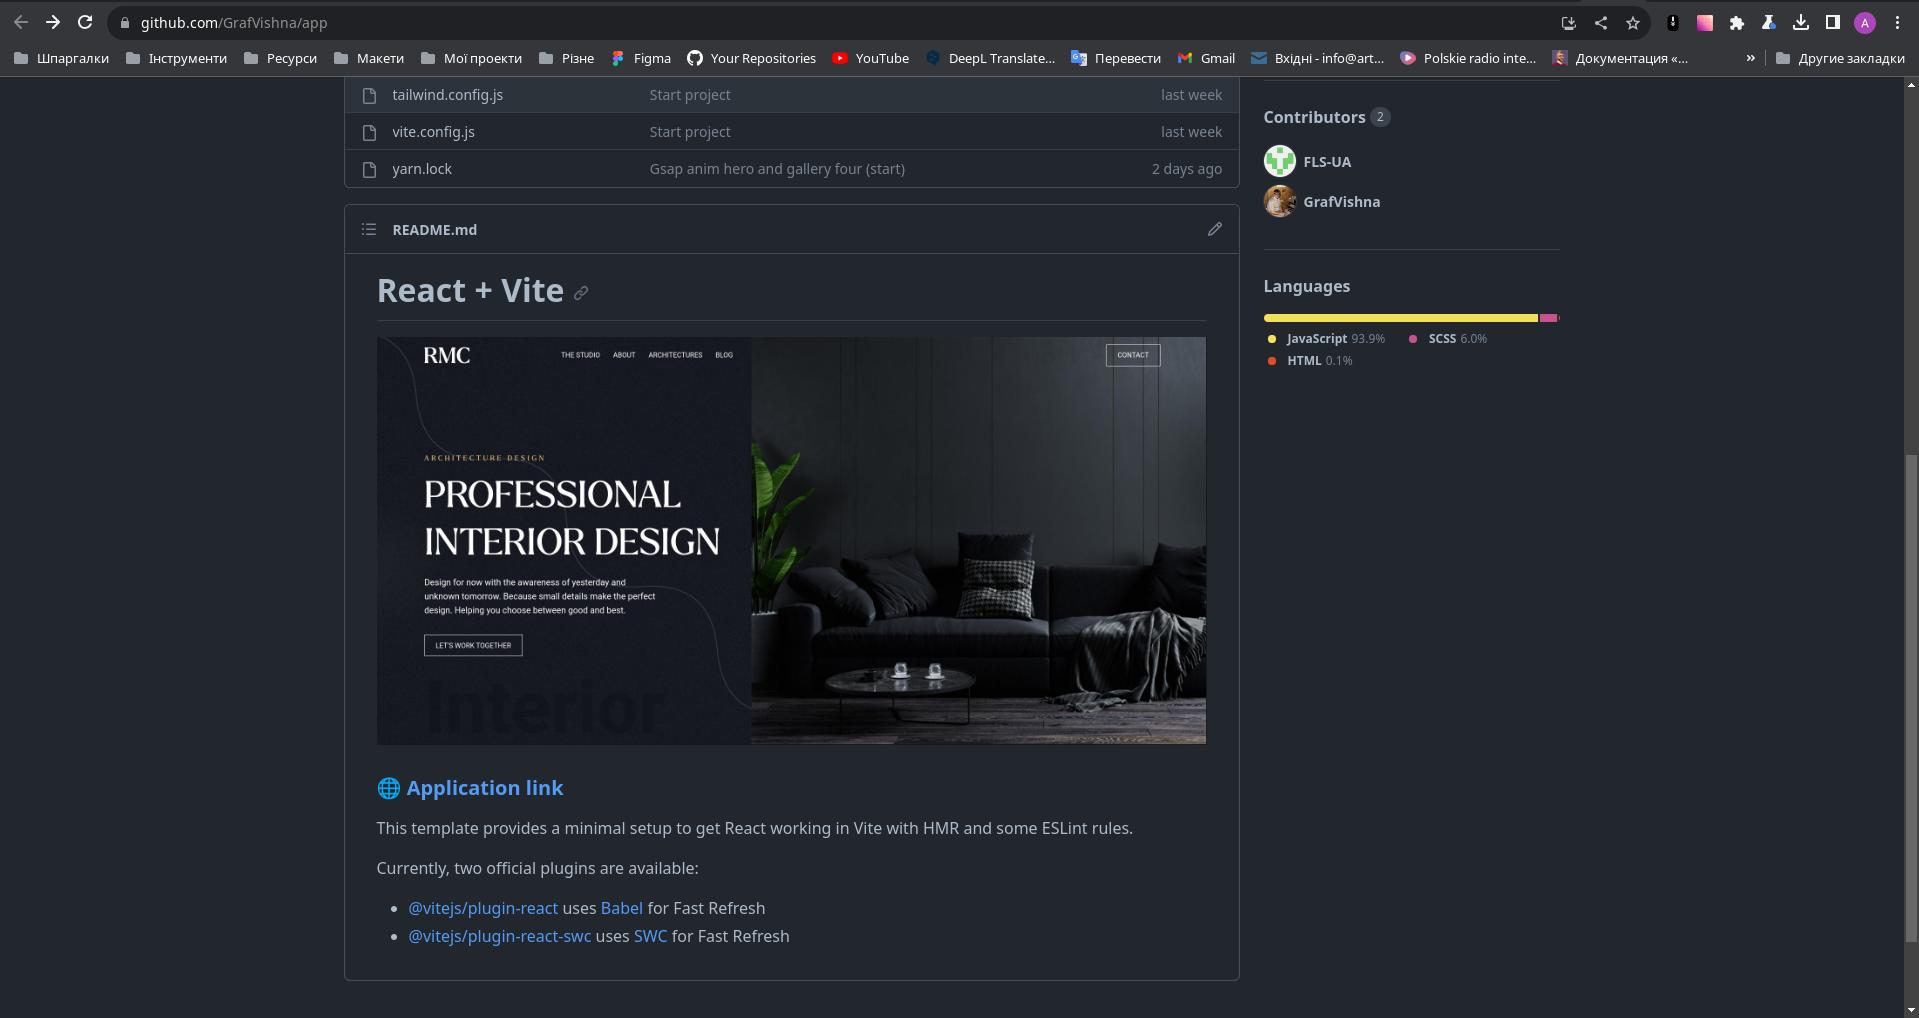 github.com/GrafVishna/app
A
Шпаргалки
Інструменти
Ресурси
Макети
Мої проекти
Різне
Figma
Your Repositories
YouTube
DeepL Translate...
Перевести
Gmail
Вхідні - info@art...
Polskie radio inte...
Документация «...
»
Другие закладки
tailwind.config.js Start project last week
vite.config.js Start project last week
yarn.lock Gsap anim hero and gallery four (start) 2 days ago
README.md
React + Vite
RMC THE STUDIO ABOUT ARCHITECTURES BLOG CONTACT
ARCHITECTURE DESIGN
PROFESSIONAL
INTERIOR DESIGN
Design for now with the awareness of yesterday and
unknown tomorrow. Because small details make the perfect
design. Helping you choose between good and best.
LET'S WORK TOGETHER
Interior
Application link
This template provides a minimal setup to get React working in Vite with HMR and some ESLint rules.
Currently, two official plugins are available:
• @vitejs/plugin-react uses Babel for Fast Refresh
• @vitejs/plugin-react-swc uses SWC for Fast Refresh
Contributors 2
FLS-UA
GrafVishna
Languages
JavaScript 93.9% SCSS 6.0%
HTML 0.1%